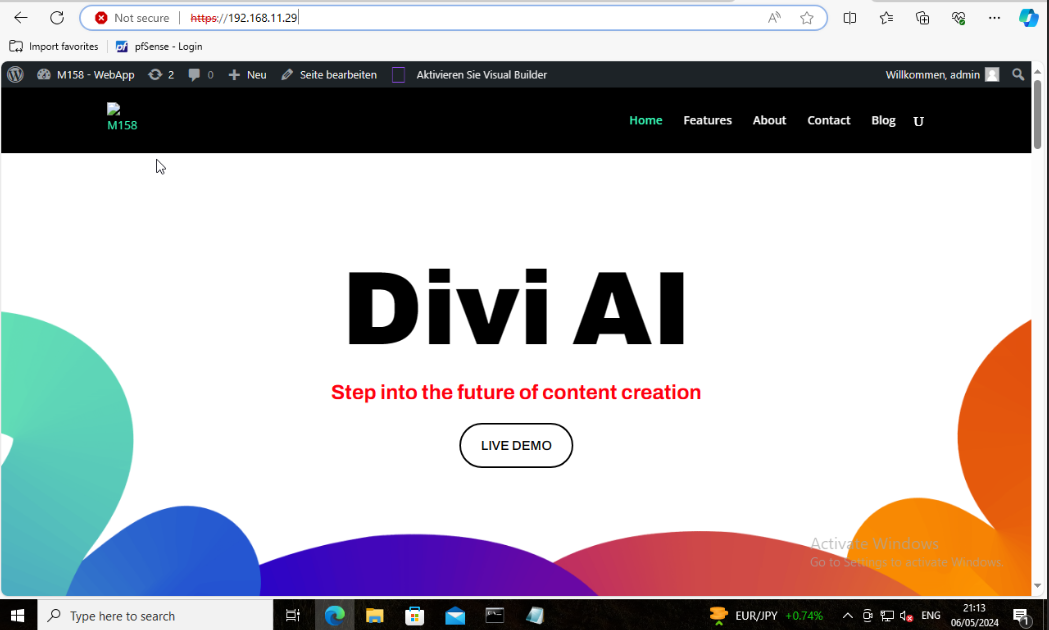 Not secure https://192.168.11.29
Import favorites pfSense - Login
M158 - WebApp 2 0 Neu Seite bearbeiten Aktivieren Sie Visual Builder Willkommen, admin
M158 Home Features About Contact Blog U
Divi AI
Step into the future of content creation
LIVE DEMO
Activate Windows
Go to Settings to activate Windows.
Type here to search EUR/JPY +0.74% ENG 21:13
06/05/2024 1